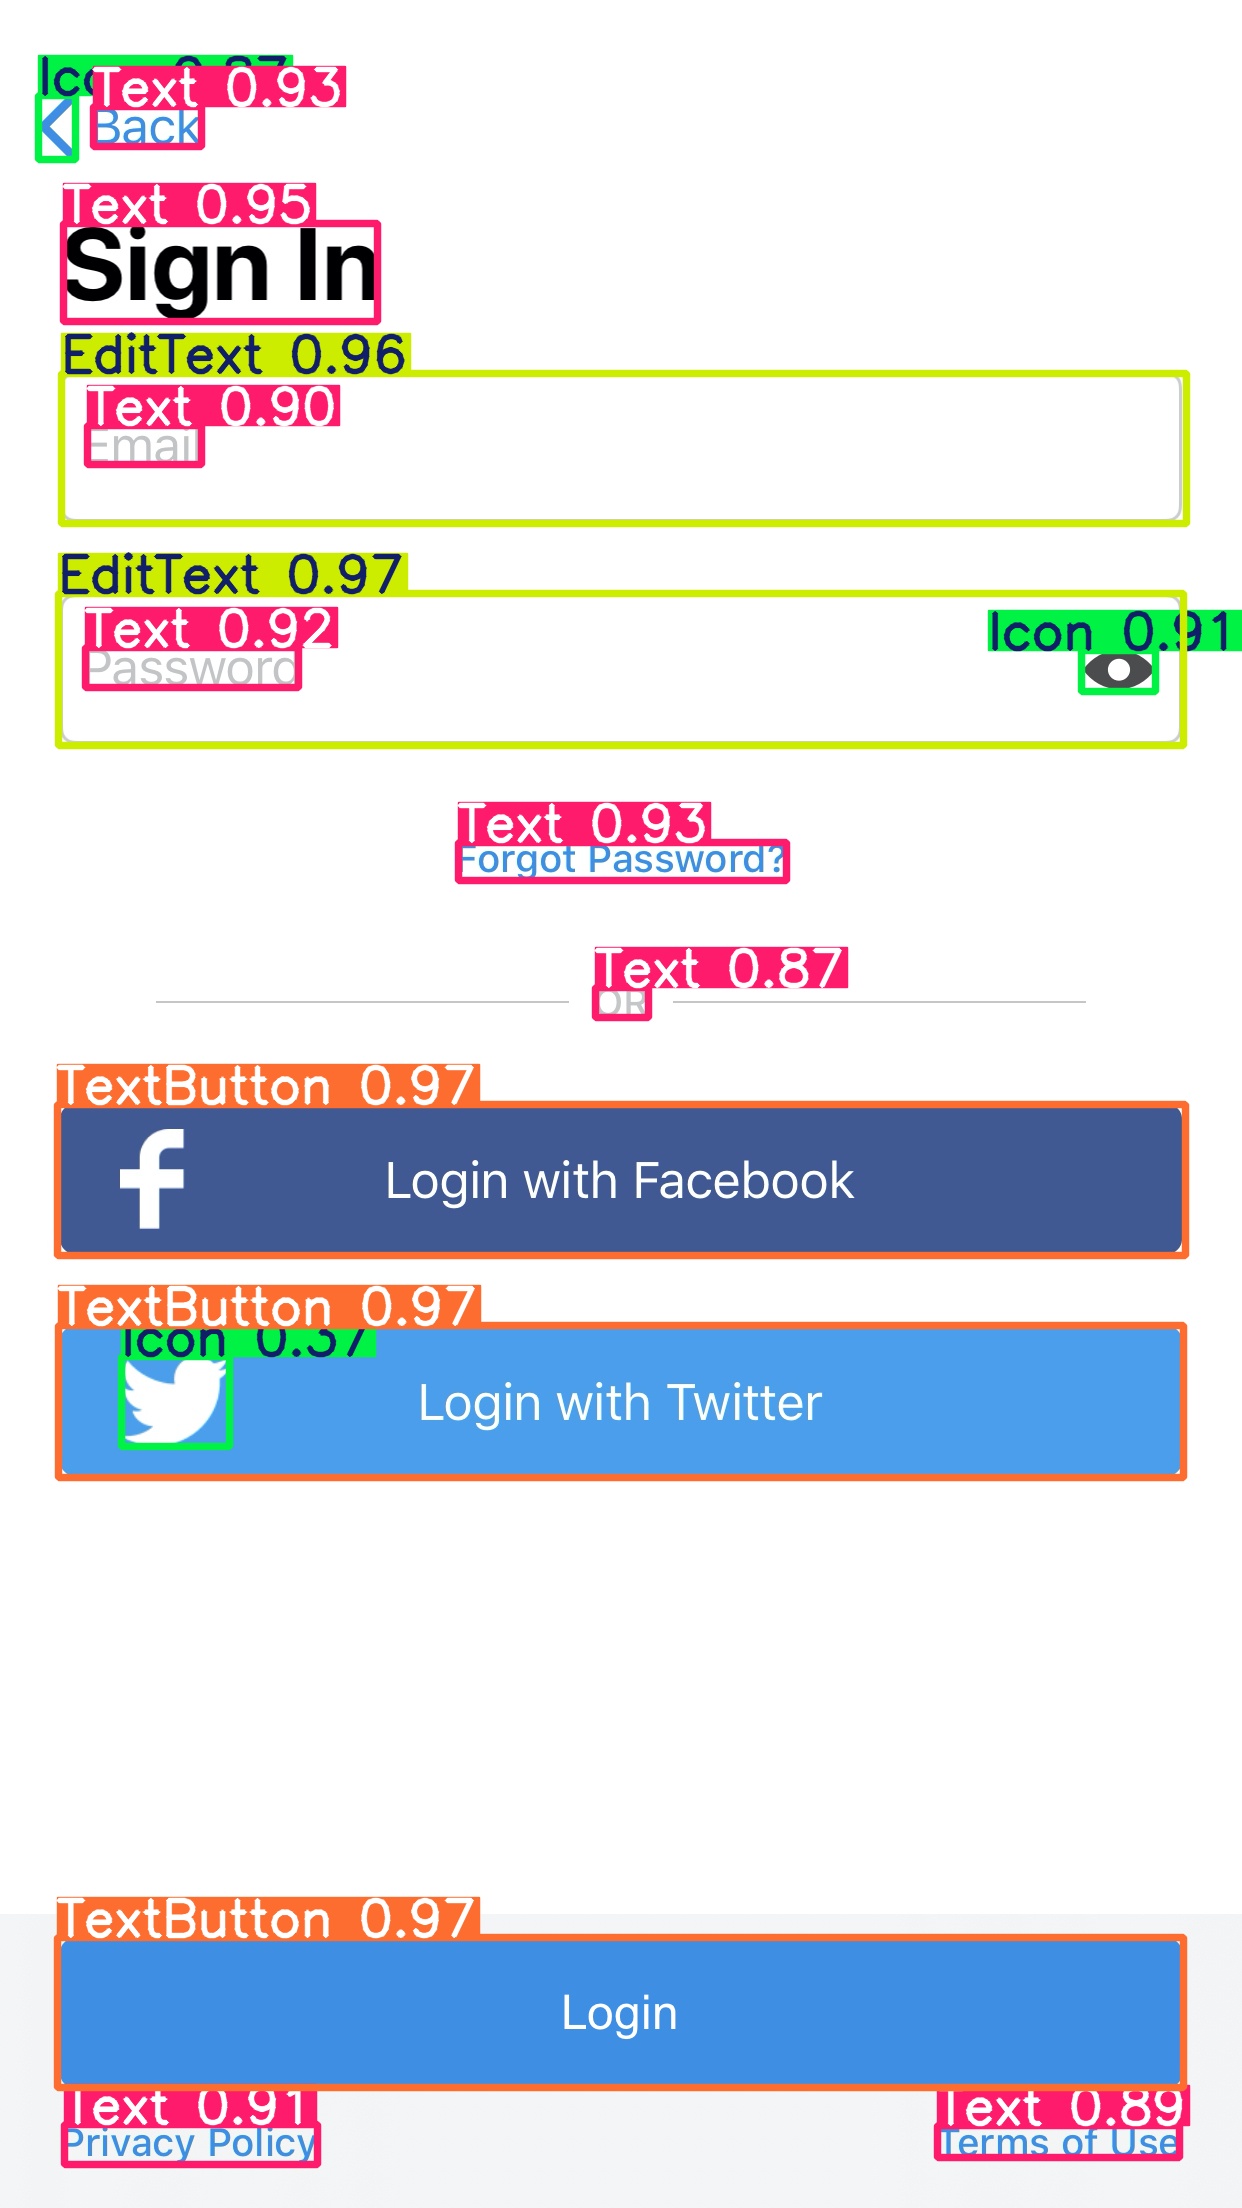 Icon 0.87
Text 0.93
Back
Text 0.95
Sign In
EditText 0.96
Text 0.90
Email
EditText 0.97
Text 0.92
Icon 0.91
Password
Text 0.93
Forgot Password?
Text 0.87
OR
TextButton 0.97
f Login with Facebook
TextButton 0.97
Icon 0.37
Login with Twitter
TextButton 0.97
Login
Text 0.91
Text 0.89
Privacy Policy
Terms of Use